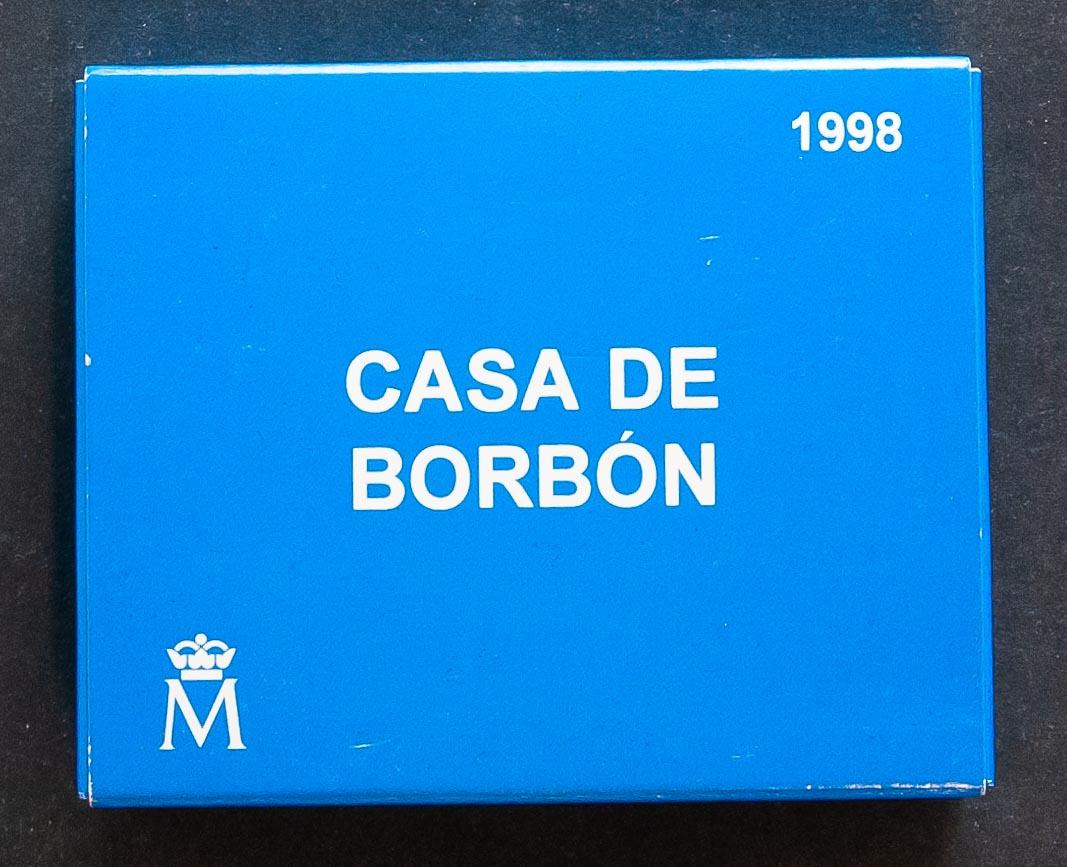 1998
CASA DE
BORBÓN
M